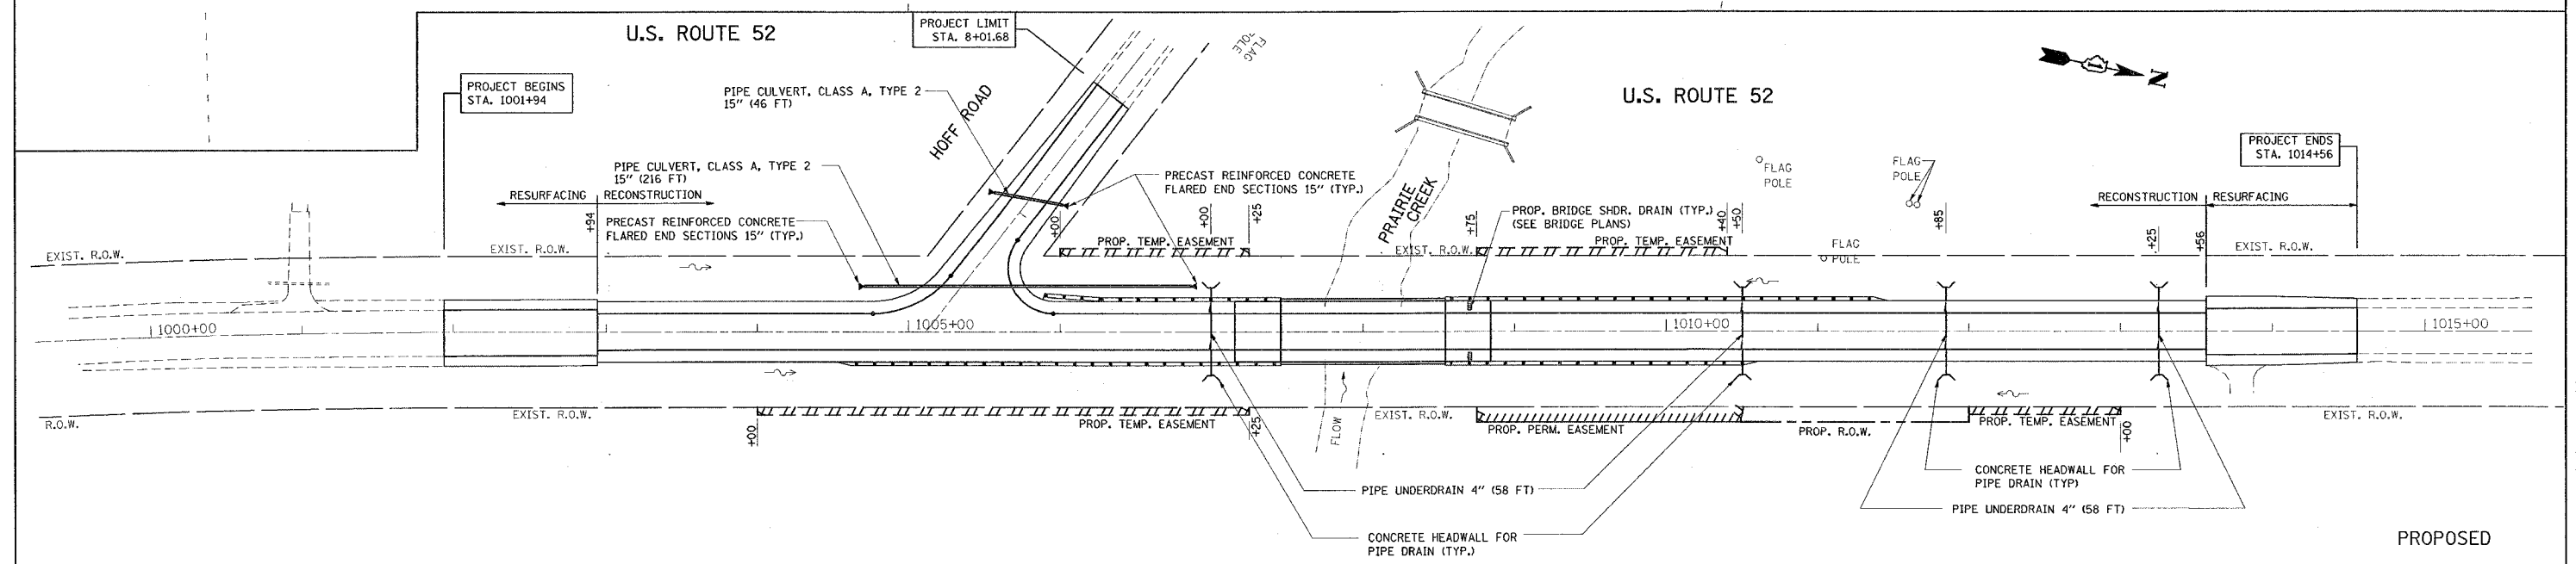 U.S. ROUTE 52
PROJECT LIMIT
STA. 8+01.68
FLAG
POLE
N
PROJECT BEGINS
STA. 1001+94
PIPE CULVERT, CLASS A, TYPE 2
15" (46 FT)
HOFF ROAD
U.S. ROUTE 52
PROJECT ENDS
STA. 1014+56
PIPE CULVERT, CLASS A, TYPE 2
15" (216 FT)
PRECAST REINFORCED CONCRETE
FLARED END SECTIONS 15" (TYP.)
FLAG
POLE
FLAG
POLE
RESURFACING
RECONSTRUCTION
RECONSTRUCTION
RESURFACING
PRECAST REINFORCED CONCRETE
FLARED END SECTIONS 15" (TYP.)
+94
+00
+00
+25
PRAIRIE
CREEK
+75
PROP. BRIDGE SHDR. DRAIN (TYP.)
(SEE BRIDGE PLANS)
+40
+50
+85
+25
+56
EXIST. R.O.W.
EXIST. R.O.W.
PROP. TEMP. EASEMENT
EXIST. R.O.W.
PROP. TEMP. EASEMENT
FLAG
POLE
EXIST. R.O.W.
1000+00
1005+00
1010+00
1015+00
R.O.W.
EXIST. R.O.W.
+00
PROP. TEMP. EASEMENT
+25
FLOW
EXIST. R.O.W.
PROP. PERM. EASEMENT
PROP. R.O.W.
PROP. TEMP. EASEMENT
+00
EXIST. R.O.W.
PIPE UNDERDRAIN 4" (58 FT)
CONCRETE HEADWALL FOR
PIPE DRAIN (TYP)
PIPE UNDERDRAIN 4" (58 FT)
CONCRETE HEADWALL FOR
PIPE DRAIN (TYP.)
PROPOSED